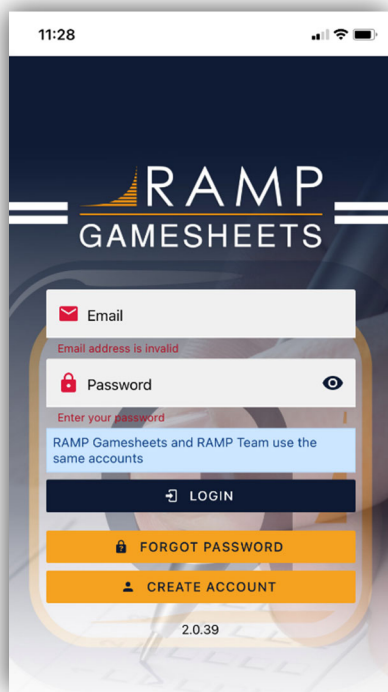 11:28
RAMP
GAMESHEETS
Email
Email address is invalid
Password
Enter your password
RAMP Gamesheets and RAMP Team use the
same accounts
LOGIN
FORGOT PASSWORD
CREATE ACCOUNT
2.0.39